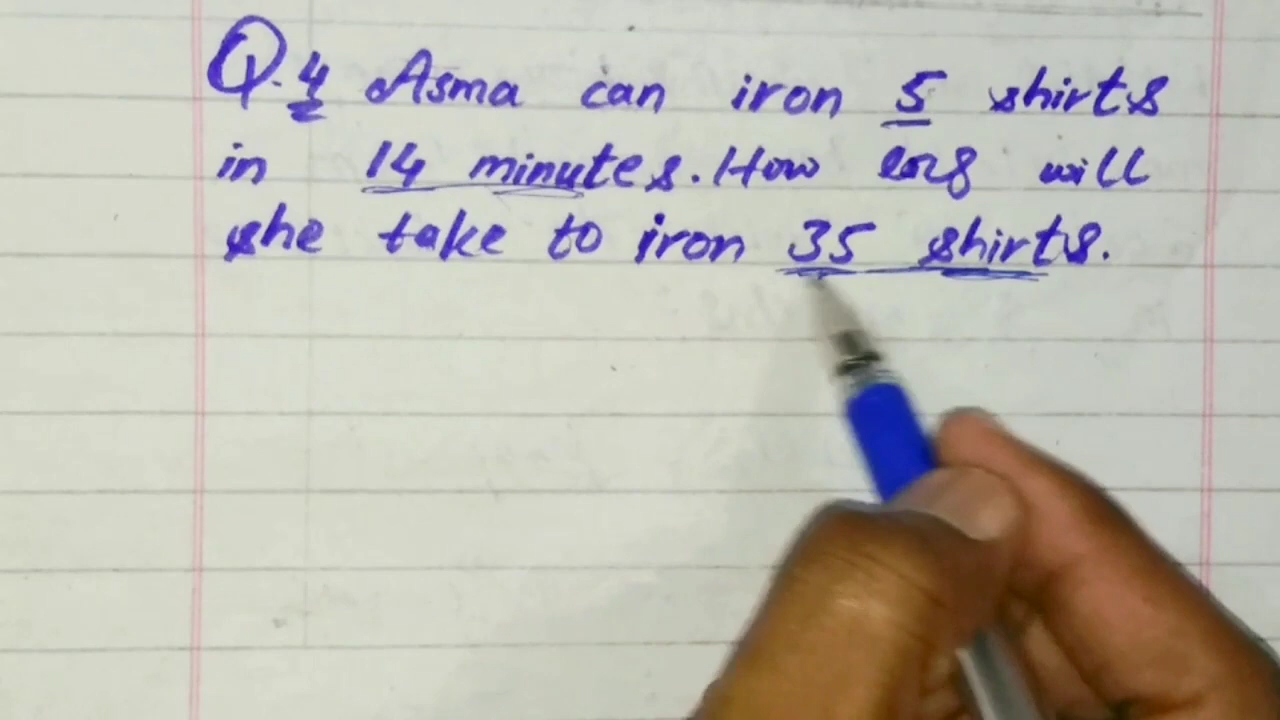 Q.4 Asma can iron 5 shirts
in 14 minutes. How long will
she take to iron 35 shirts.